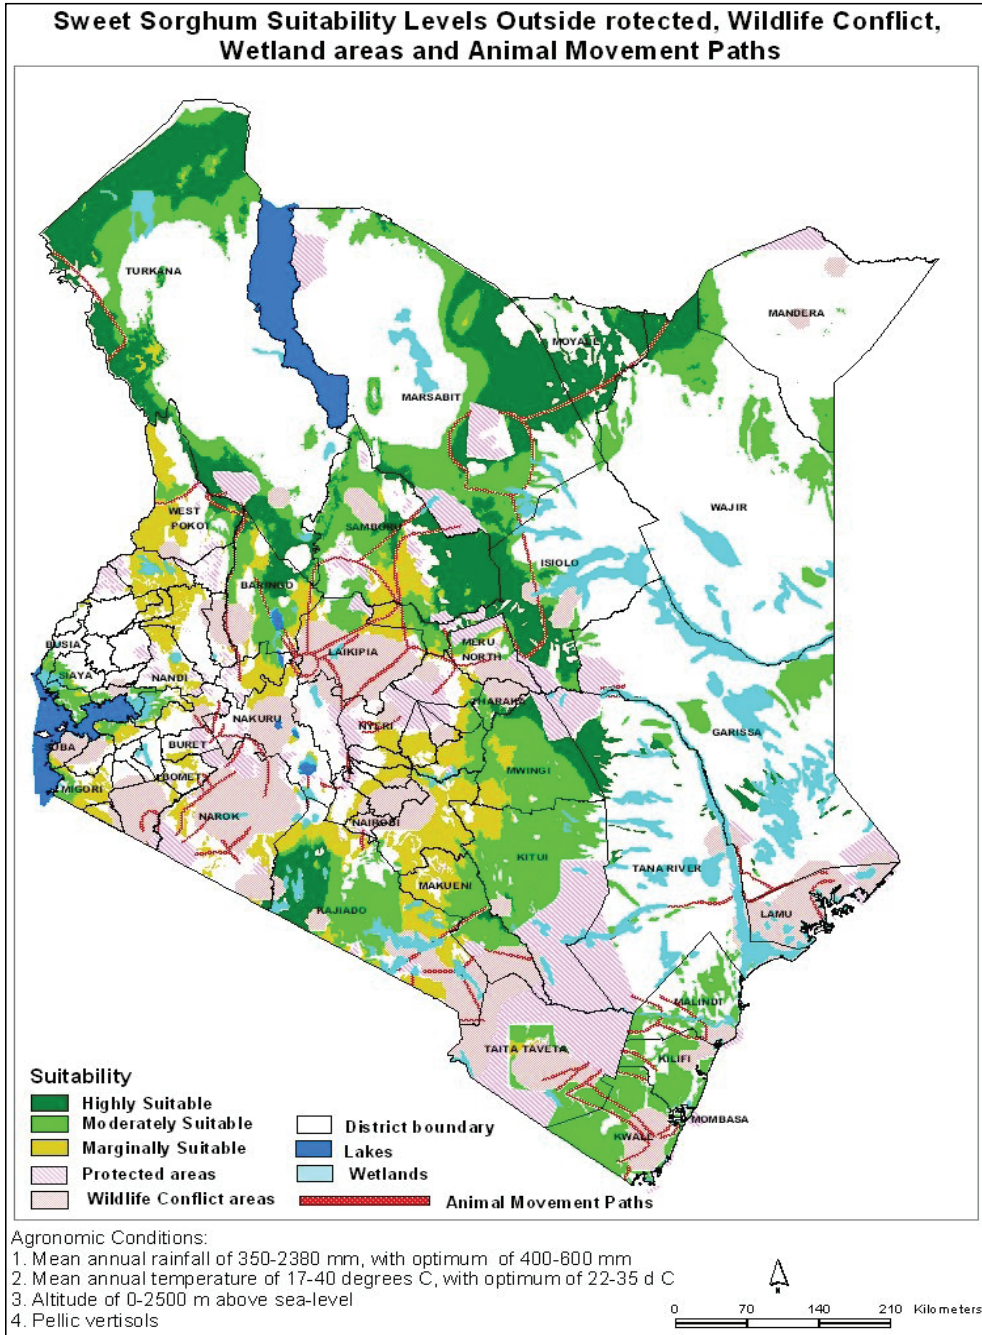 Sweet Sorghum Suitability Levels Outside rotected, Wildlife Conflict,
Wetland areas and Animal Movement Paths
TURKANA
MANDERA
MOYALE
MARSABIT
WAJIR
WEST
POKOT
SAMBURU
ISIOLO
BARINGO
BUSIA
SIAYA
NANDI
LAIKIPIA
MERU
NORTH
THARAKA
NYERI
NAKURU
SUBA
BURET
BOMET
MIGORI
GARISSA
MWINGI
NAROK
NAIROBI
KITUI
TANA RIVER
MAKUENI
KAJIADO
LAMU
MALINDI
TAITA TAVETA
KILIFI
MOMBASA
KWALE
Suitability
Highly Suitable
Moderately Suitable
Marginally Suitable
Protected areas
Wildlife Conflict areas
District boundary
Lakes
Wetlands
Animal Movement Paths
Agronomic Conditions:
1. Mean annual rainfall of 350-2380 mm, with optimum of 400-600 mm
2. Mean annual temperature of 17-40 degrees C, with optimum of 22-35 d C
3. Altitude of 0-2500 m above sea-level
4. Pellic vertisols
0 70 140 210 Kilometers